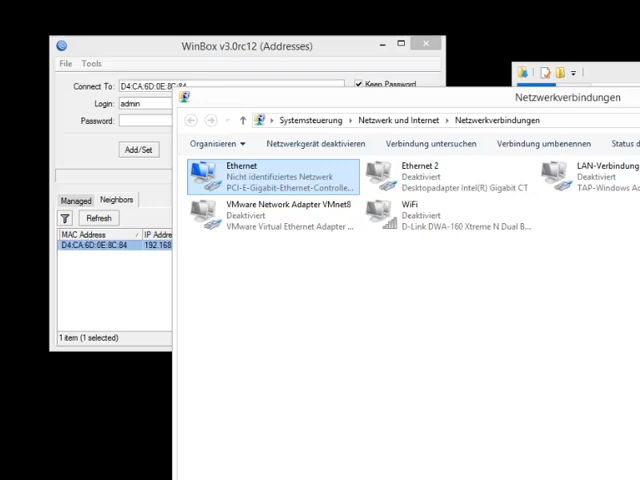 WinBox v3.0rc12 (Addresses)
File Tools
Connect To: D4:CA:6D:0E:8C:84
Keep Password
Login: admin
Password:
Add/Set
Managed Neighbors
Refresh
MAC Address IP Addre
D4:CA:6D:0E:8C:84 192.168
1 item (1 selected)
Netzwerkverbindungen
Systemsteuerung Netzwerk und Internet Netzwerkverbindungen
Organisieren Netzwerkgerät deaktivieren Verbindung untersuchen Verbindung umbenennen Status d
Ethernet
Nicht identifiziertes Netzwerk
PCI-E-Gigabit-Ethernet-Controlle...
Ethernet 2
Deaktiviert
Desktopadapter Intel(R) Gigabit CT
LAN-Verbindung
Deaktiviert
TAP-Windows Ad
VMware Network Adapter VMnet8
Deaktiviert
VMware Virtual Ethernet Adapter ...
WiFi
Deaktiviert
D-Link DWA-160 Xtreme N Dual B...